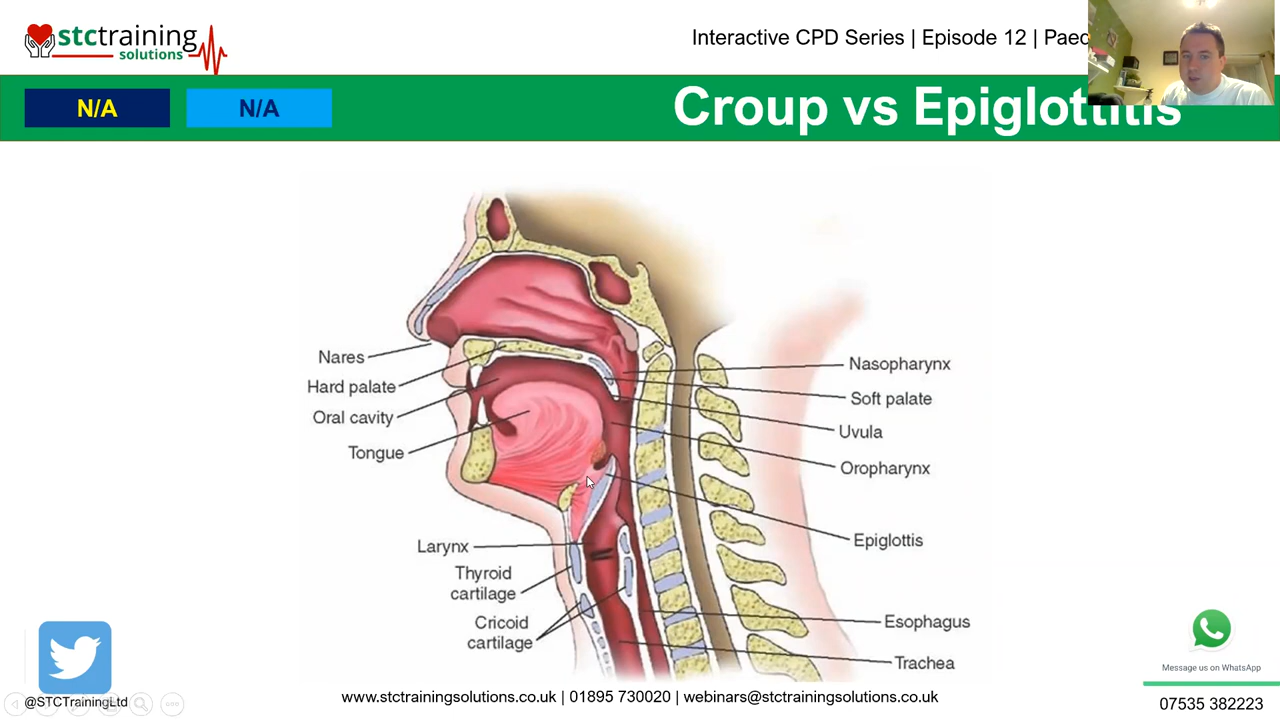 stctraining
solutions
Interactive CPD Series | Episode 12 |
N/A
N/A
Croup vs Epiglottitis
Nares
Hard palate
Oral cavity
Tongue
Larynx
Thyroid
cartilage
Cricoid
cartilage
Nasopharynx
Soft palate
Uvula
Oropharynx
Epiglottis
Esophagus
Trachea
@STCTrainingLtd
www.stctrainingsolutions.co.uk | 01895 730020 | webinars@stctrainingsolutions.co.uk
Message us on WhatsApp
07535 382223